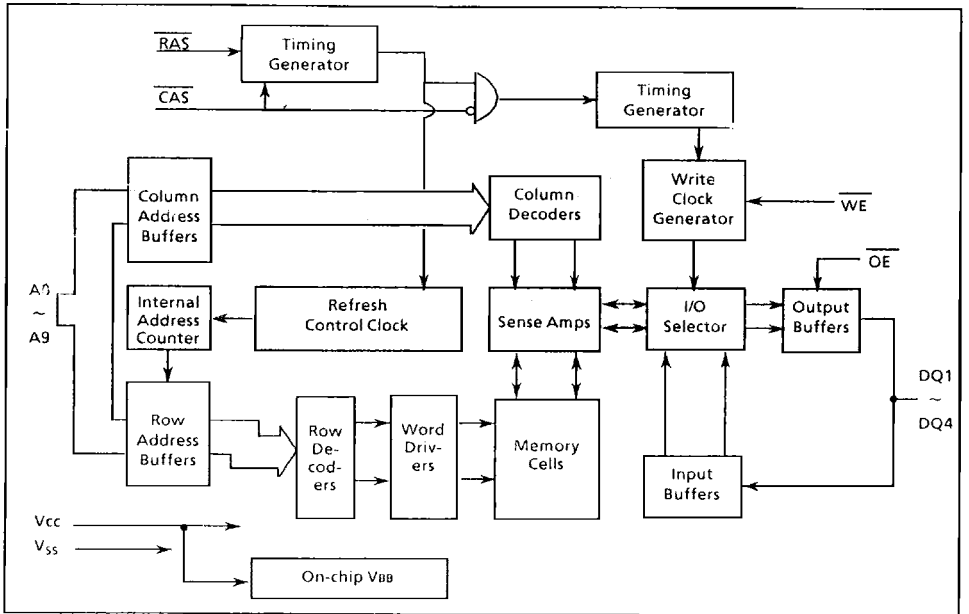 RAS
Timing
Generator
CAS
Timing
Generator
Column
Address
Buffers
Column
Decoders
Write
Clock
Generator
WE
OE
A0
~
A9
Internal
Address
Counter
Refresh
Control Clock
Sense Amps
I/O
Selector
Output
Buffers
DQ1
~
DQ4
Row
Address
Buffers
Row
De-
cod-
ers
Word
Driv-
ers
Memory
Cells
Input
Buffers
Vcc
Vss
On-chip VBB